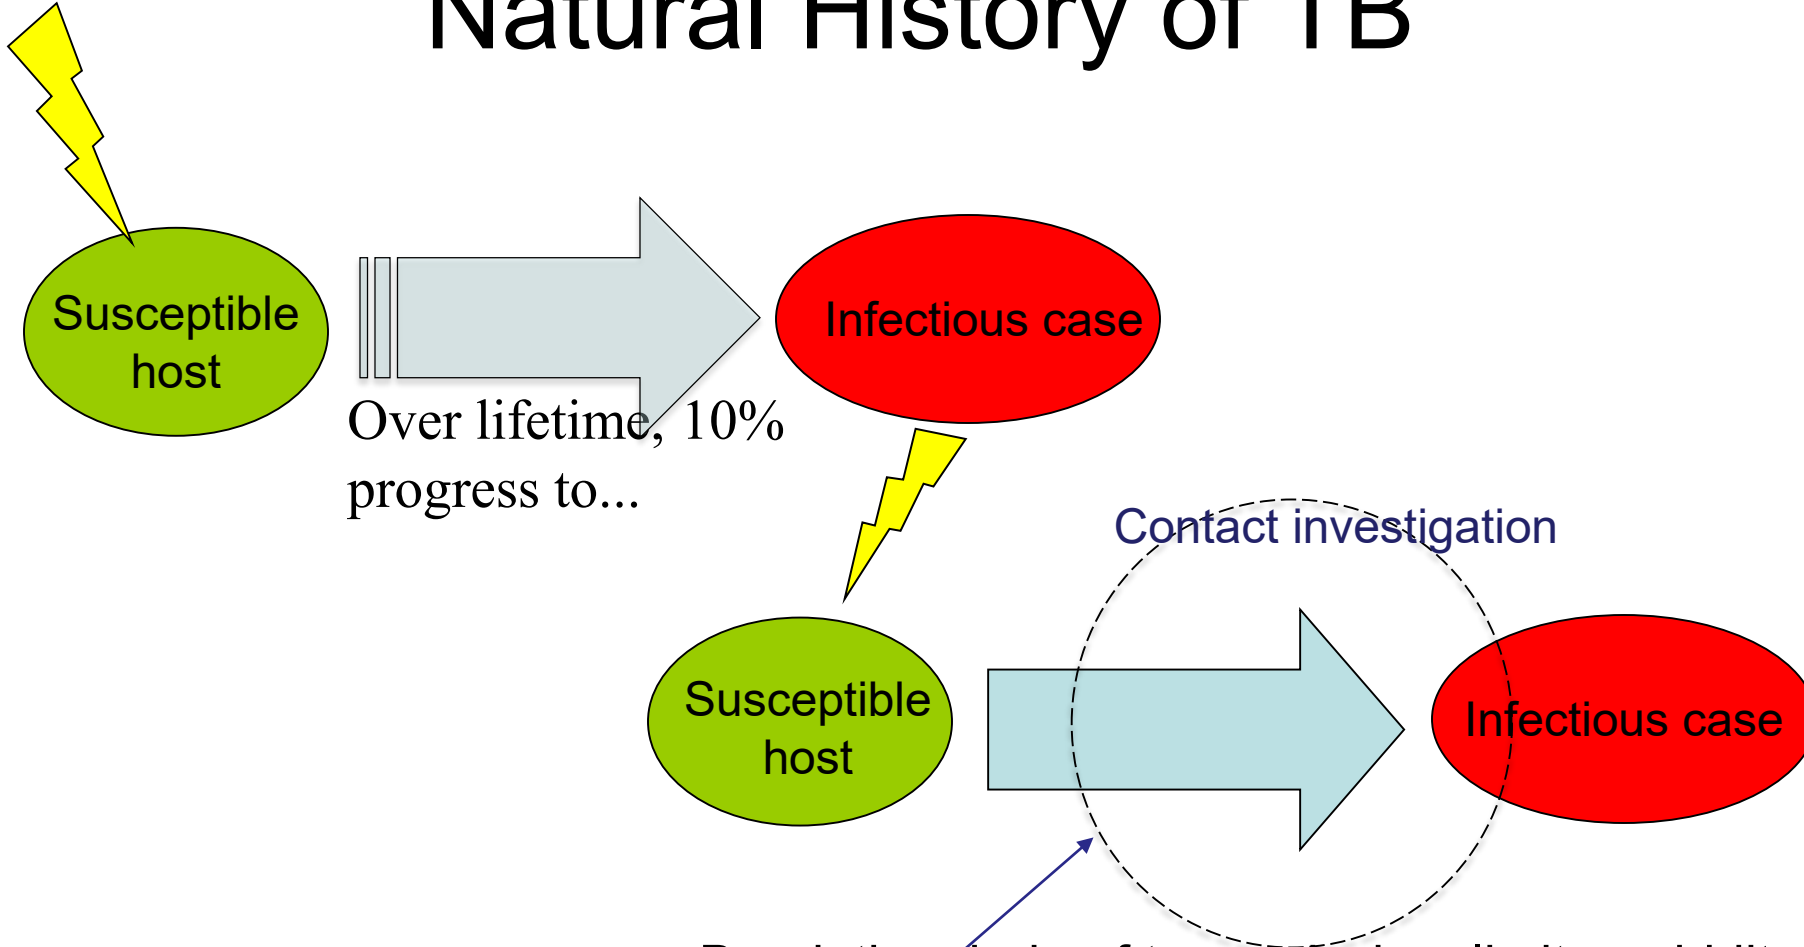 Natural History of TB
Susceptible
host
Infectious case
Over lifetime, 10%
progress to...
Contact investigation
Susceptible
host
Infectious case